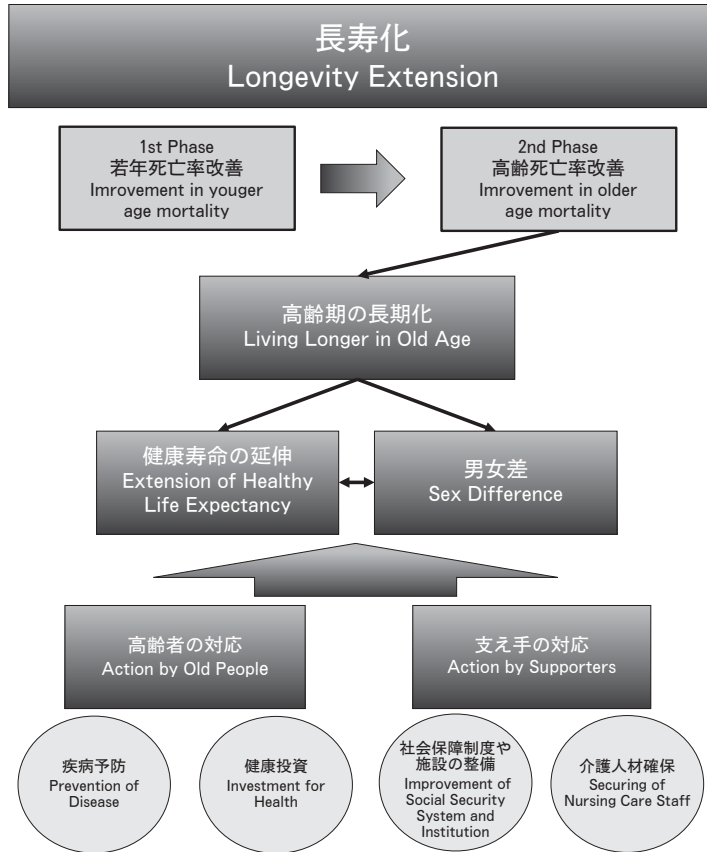 長寿化
Longevity Extension
1st Phase
若年死亡率改善
Imrovement in youger
age mortality
2nd Phase
高齢死亡率改善
Imrovement in older
age mortality
高齢期の長期化
Living Longer in Old Age
健康寿命の延伸
Extension of Healthy
Life Expectancy
男女差
Sex Difference
高齢者の対応
Action by Old People
支え手の対応
Action by Supporters
疾病予防
Prevention of
Disease
健康投資
Investment for
Health
社会保障制度や
施設の整備
Improvement of
Social Security
System and
Institution
介護人材確保
Securing of
Nursing Care Staff